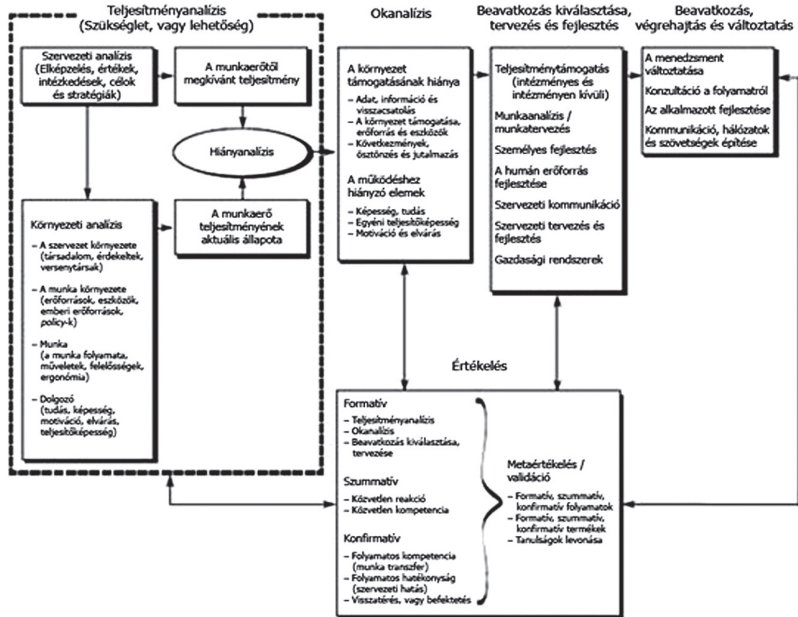 Teljesítményanalízis
(Szükséglet, vagy lehetőség)
Szervezeti analízis
(Elképzelés, értékek,
intézkedések, célok
és stratégiák)
A munkaerőtől
megkívánt teljesítmény
Hiányanalízis
Környezeti analízis
– A szervezet környezete
(társadalom, érdekeltek,
versenytársak)
– A munka környezete
(erőforrások, eszközök,
emberi erőforrások,
policy-k)
– Munka
(a munka folyamata,
műveletek, felelősségek,
ergonómia)
– Dolgozó
(tudás, képesség,
motiváció, elvárás,
teljesítőképesség)
A munkaerő
teljesítményének
aktuális állapota
Okanalízis
A környezet
támogatásának hiánya
– Adat, információ és
visszacsatolás
– A környezet támogatása,
erőforrás és eszközök
– Következmények,
ösztönzés és jutalmazás
A működéshez
hiányzó elemek
– Képesség, tudás
– Egyéni teljesítőképesség
– Motiváció és elvárás
Beavatkozás kiválasztása,
tervezés és fejlesztés
Teljesítménytámogatás
(intézményes és
intézményen kívüli)
Munkaanalízis /
munkatervezés
Személyes fejlesztés
A humán erőforrás
fejlesztése
Szervezeti kommunikáció
Szervezeti tervezés és
fejlesztés
Gazdasági rendszerek
Beavatkozás,
végrehajtás és változtatás
A menedzsment
változtatása
Konzultáció a folyamatról
Az alkalmazott fejlesztése
Kommunikáció, hálózatok
és szövetségek építése
Értékelés
Formatív
– Teljesítményanalízis
– Okanalízis
– Beavatkozás kiválasztása,
tervezése
Szummatív
– Közvetlen reakció
– Közvetlen kompetencia
Konfirmatív
– Folyamatos kompetencia
(munka transzfer)
– Folyamatos hatékonyság
(szervezeti hatás)
– Visszatérés, vagy befektetés
Metaértékelés /
validáció
– Formatív, szummatív,
konfirmatív folyamatok
– Formatív, szummatív,
konfirmatív termékek
– Tanulságok levonása